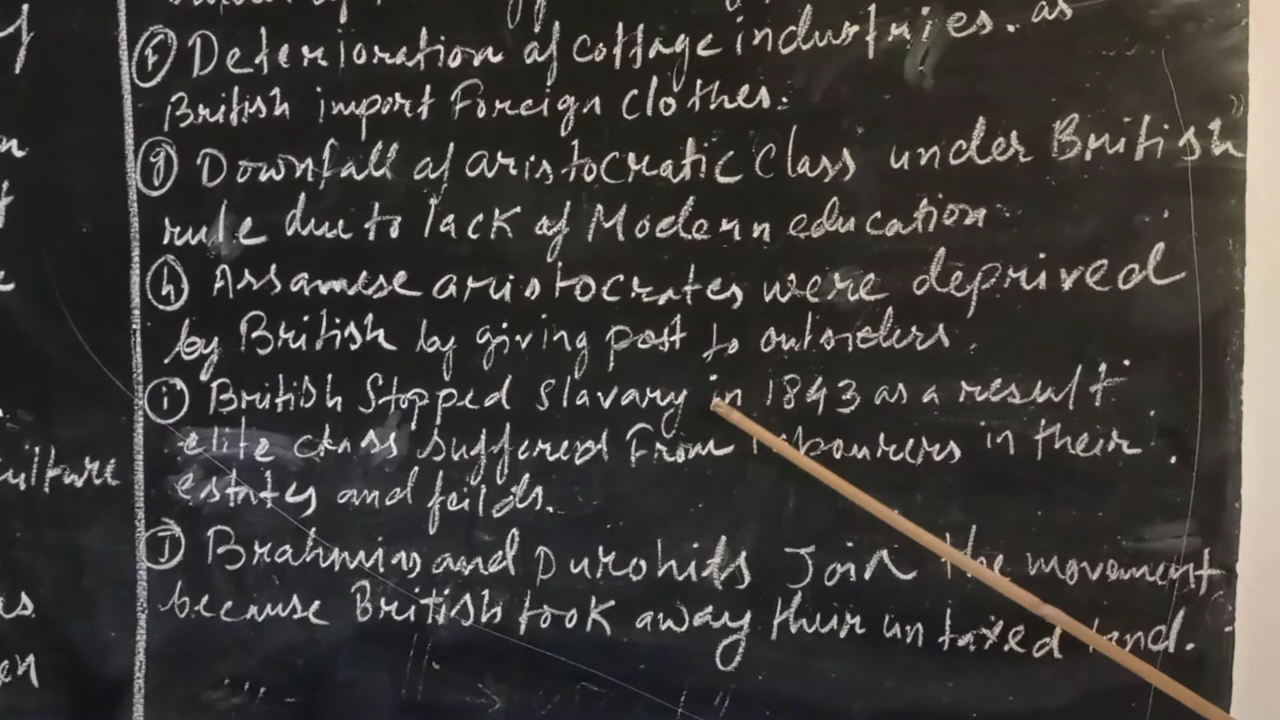 (f) Deterioration of cottage industries. as
British import Foreign Clothes.
(g) Downfall of aristocratic Class under British
rule due to lack of Modern education
(h) Assamese aristocrates were deprived
by British by giving post to outsiders.
(i) British Stopped Slavary in 1843 as a result
elite class suffered From labourers in their
estates and feilds.
(J) Brahmins and Purohits Join the movement
because British took away their untaxed land.